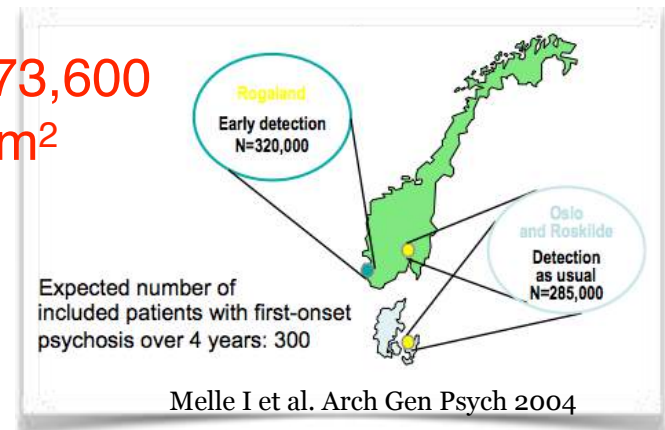 73,600
m²
Rogaland
Early detection
N=320,000
Oslo
and Roskilde
Detection
as usual
N=285,000
Expected number of
included patients with first-onset
psychosis over 4 years: 300
Melle I et al. Arch Gen Psych 2004